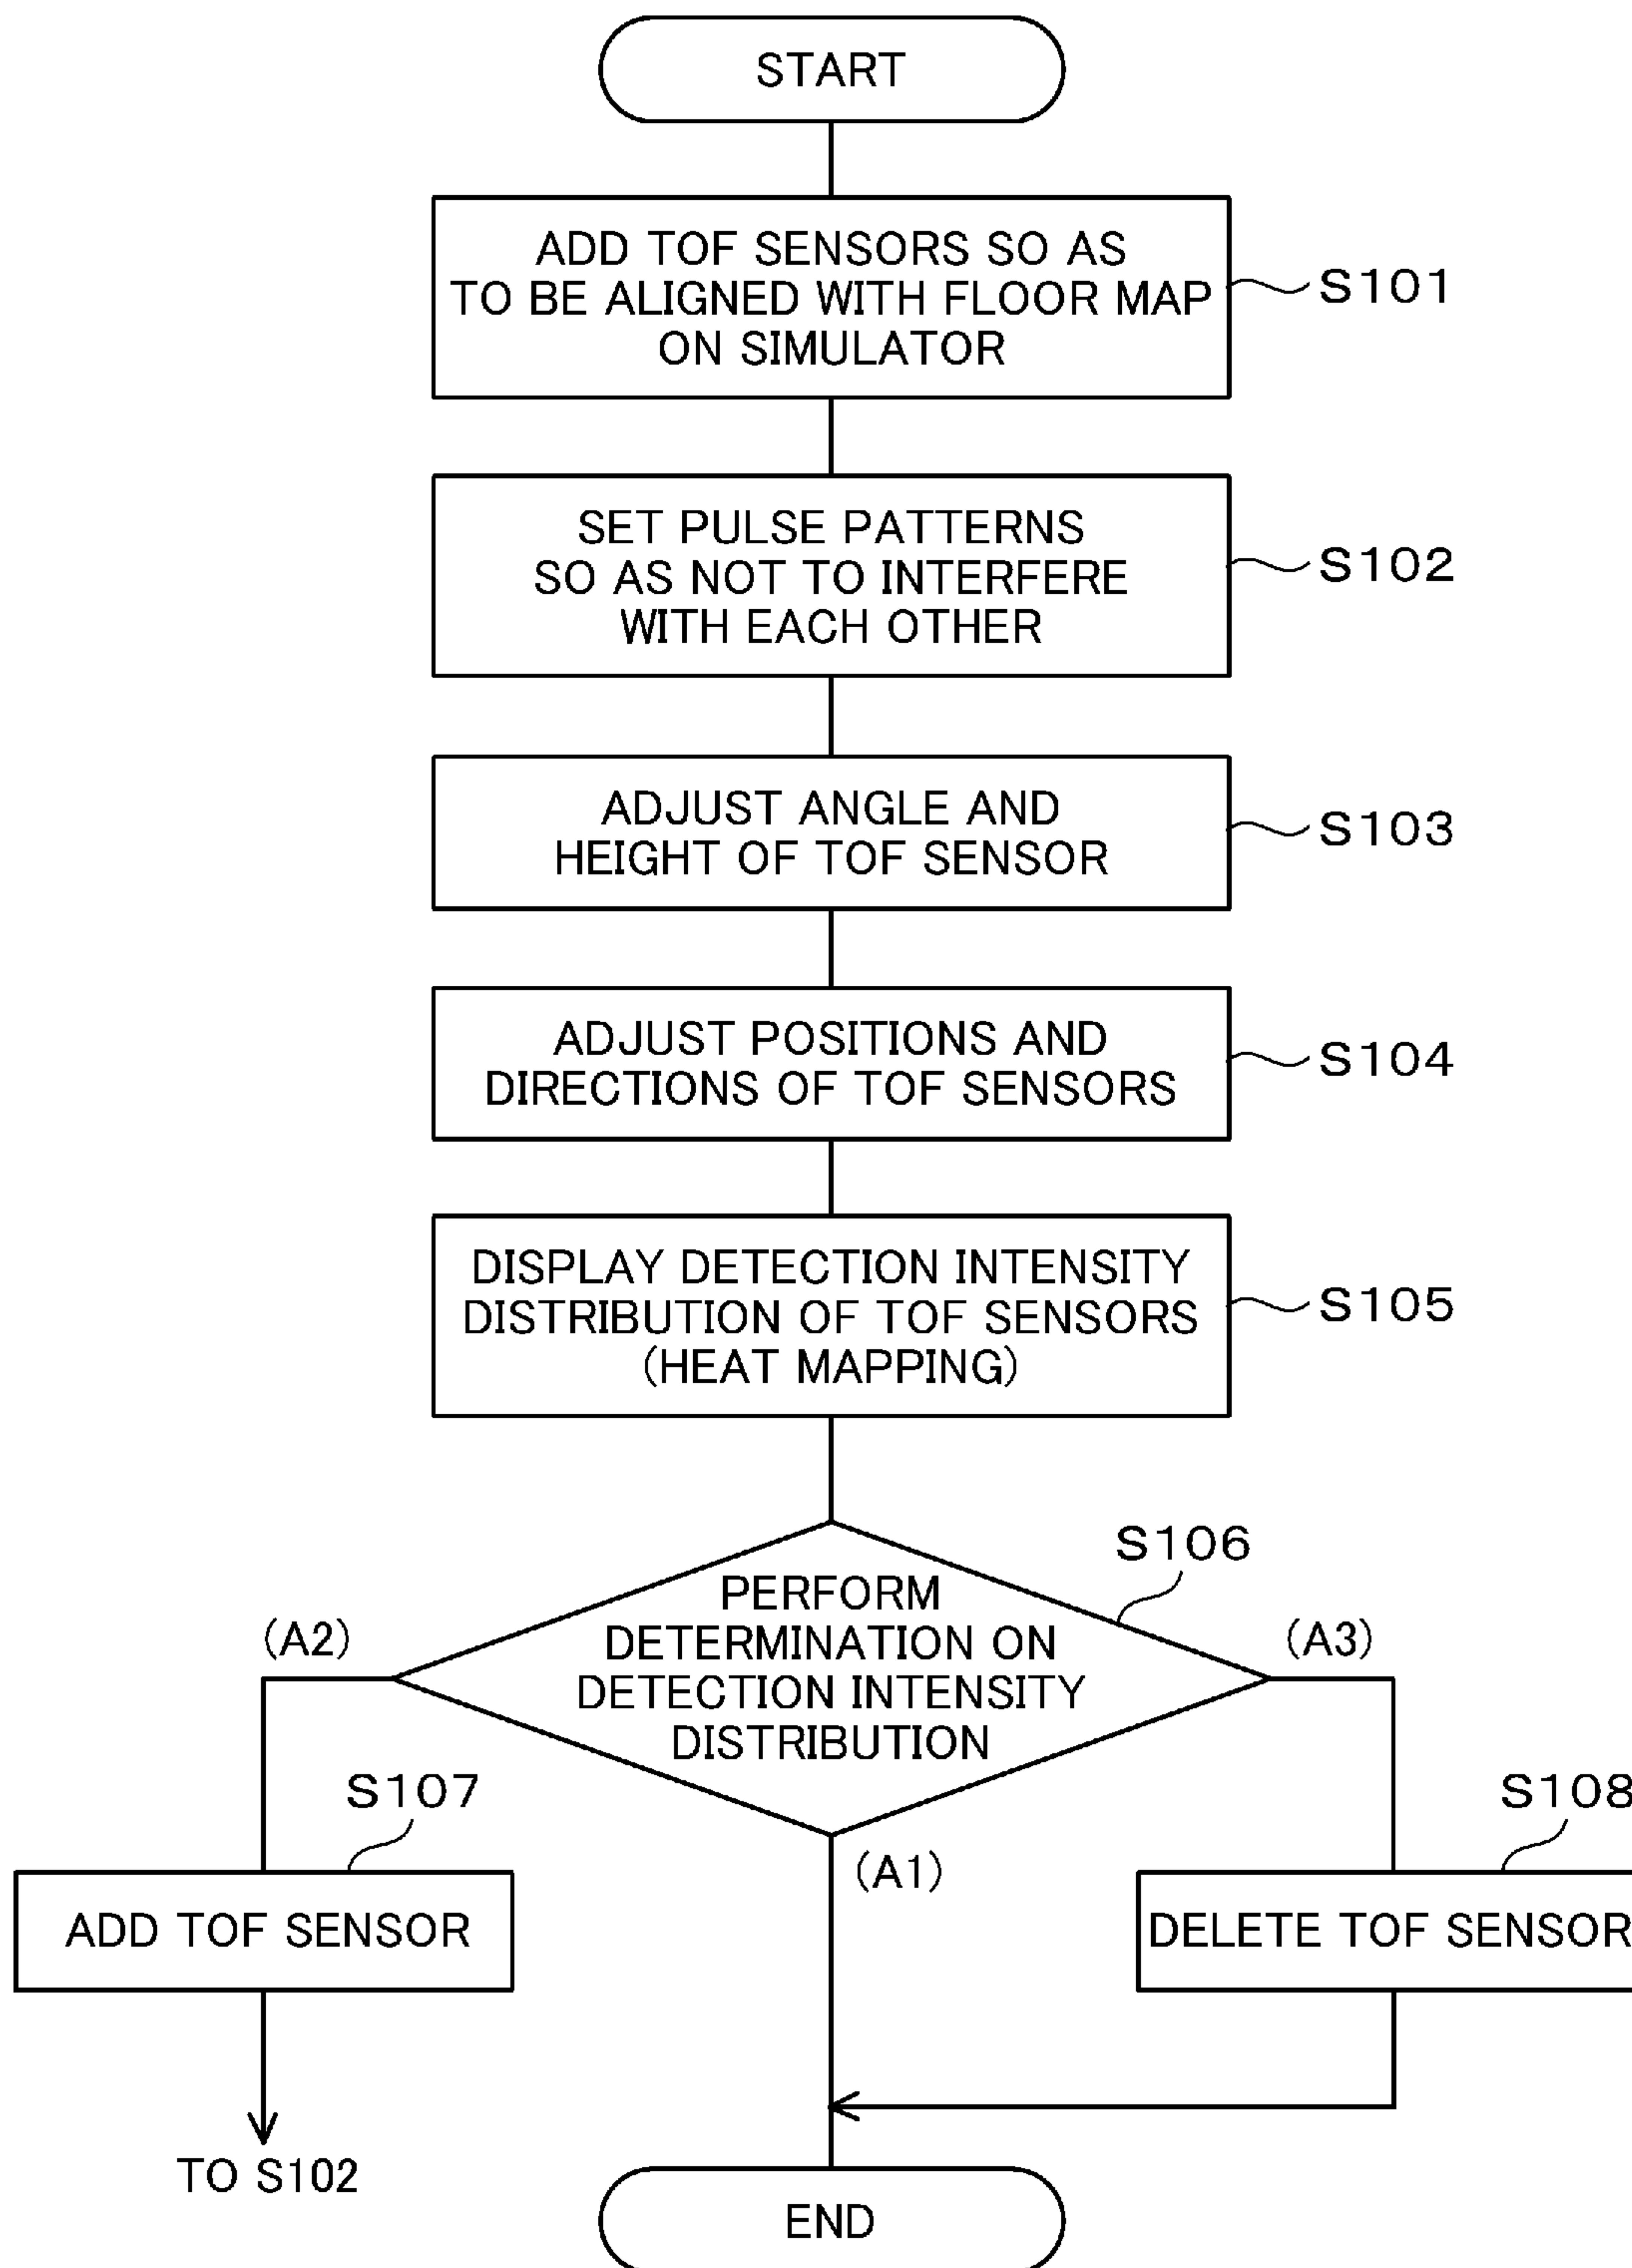 START
ADD TOF SENSORS SO AS
TO BE ALIGNED WITH FLOOR MAP
ON SIMULATOR
S101
SET PULSE PATTERNS
SO AS NOT TO INTERFERE
WITH EACH OTHER
S102
ADJUST ANGLE AND
HEIGHT OF TOF SENSOR
S103
ADJUST POSITIONS AND
DIRECTIONS OF TOF SENSORS
S104
DISPLAY DETECTION INTENSITY
DISTRIBUTION OF TOF SENSORS
(HEAT MAPPING)
S105
S106
PERFORM
DETERMINATION ON
DETECTION INTENSITY
DISTRIBUTION
(A2)
(A3)
(A1)
S107
ADD TOF SENSOR
S108
DELETE TOF SENSOR
TO S102
END